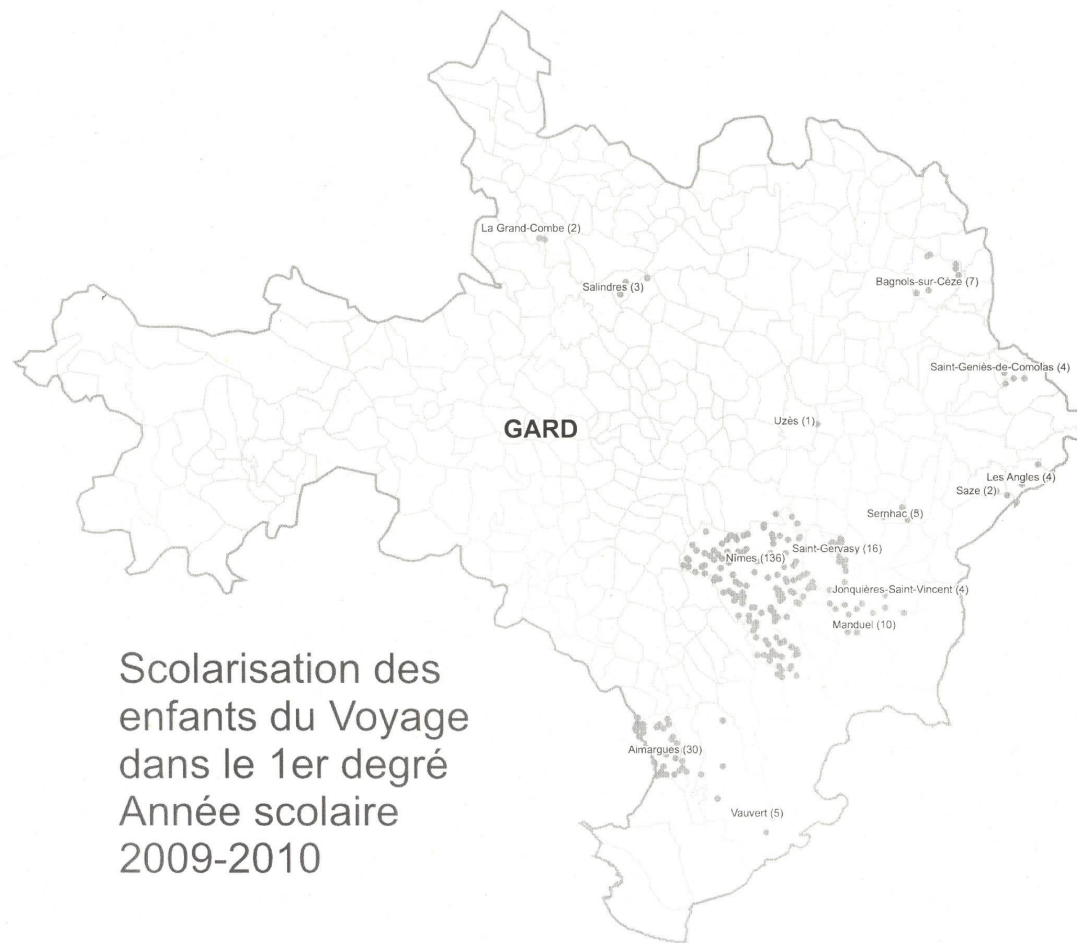 La Grand-Combe (2)
Salindres (3)
Bagnols-sur-Cèze (7)
Saint-Geniès-de-Comolas (4)
Uzès (1)
GARD
Les Angles (4)
Saze (2)
Sernhac (8)
Saint-Gervasy (16)
Nîmes (136)
Jonquières-Saint-Vincent (4)
Manduel (10)
Scolarisation des
enfants du Voyage
dans le 1er degré
Année scolaire
2009-2010
Aimargues (30)
Vauvert (5)